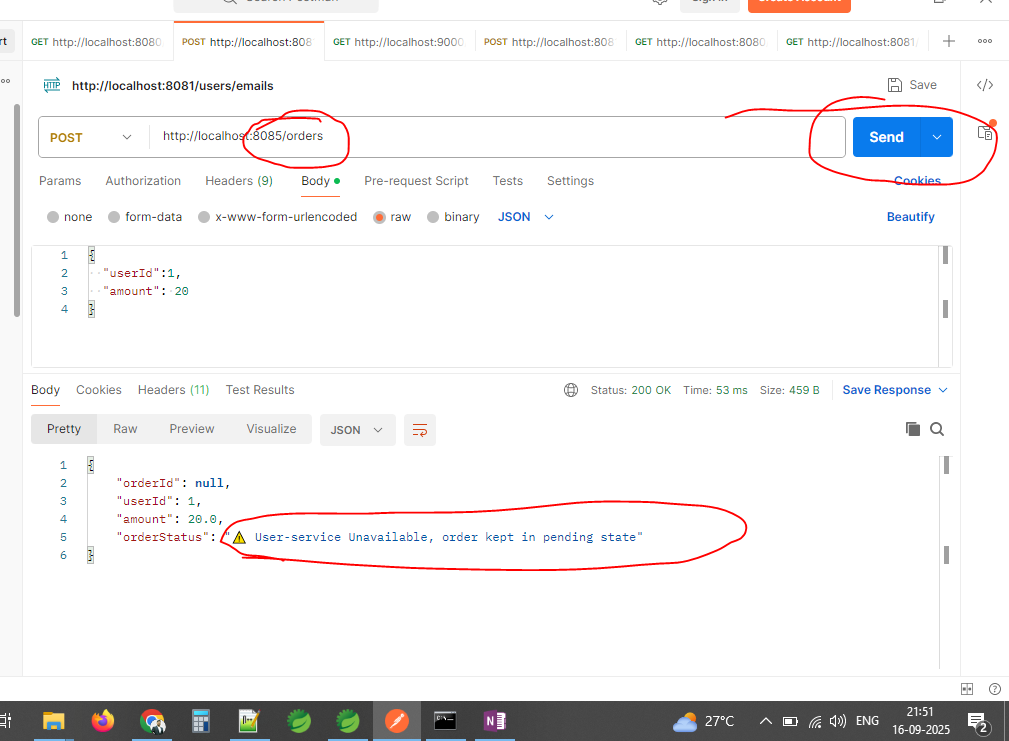 rt
GET http://localhost:8080
POST http://localhost:808
GET http://localhost:9000
POST http://localhost:808
GET http://localhost:8080
GET http://localhost:8081/
HTTP http://localhost:8081/users/emails
Save
POST http://localhost:8085/orders
Send
Params Authorization Headers (9) Body Pre-request Script Tests Settings
Cookies
none form-data x-www-form-urlencoded raw binary JSON
Beautify
1 {
2 "userId":1,
3 "amount": 20
4 }
Body Cookies Headers (11) Test Results
Status: 200 OK Time: 53 ms Size: 459 B
Save Response
Pretty Raw Preview Visualize JSON
1 {
2 "orderId": null,
3 "userId": 1,
4 "amount": 20.0,
5 "orderStatus": "⚠ User-service Unavailable, order kept in pending state"
6 }
27°C
ENG
21:51
16-09-2025
2